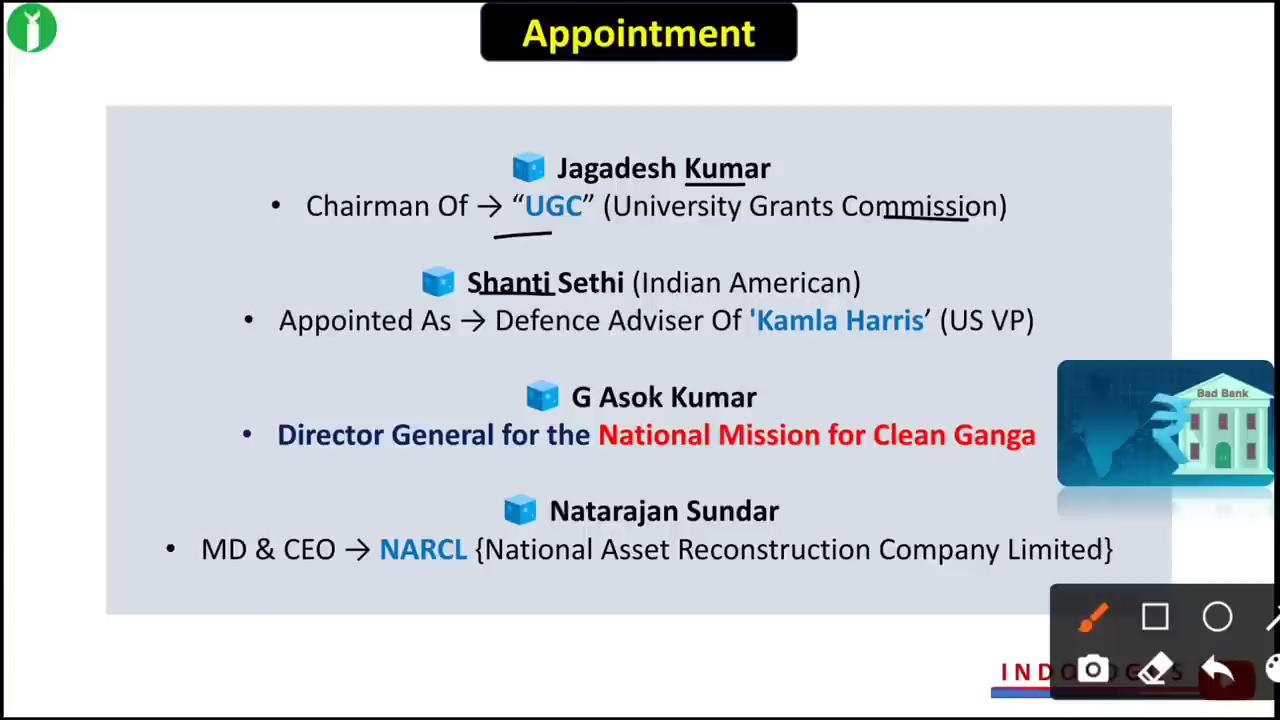 Appointment
Jagadesh Kumar
• Chairman Of → “UGC” (University Grants Commission)
Shanti Sethi (Indian American)
• Appointed As → Defence Adviser Of 'Kamla Harris’ (US VP)
G Asok Kumar
• Director General for the National Mission for Clean Ganga
Bad Bank
Natarajan Sundar
• MD & CEO → NARCL {National Asset Reconstruction Company Limited}